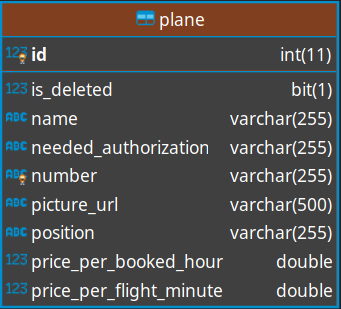 plane
123 id int(11)
123 is_deleted bit(1)
ABC name varchar(255)
ABC needed_authorization varchar(255)
ABC number varchar(255)
ABC picture_url varchar(500)
ABC position varchar(255)
123 price_per_booked_hour double
123 price_per_flight_minute double